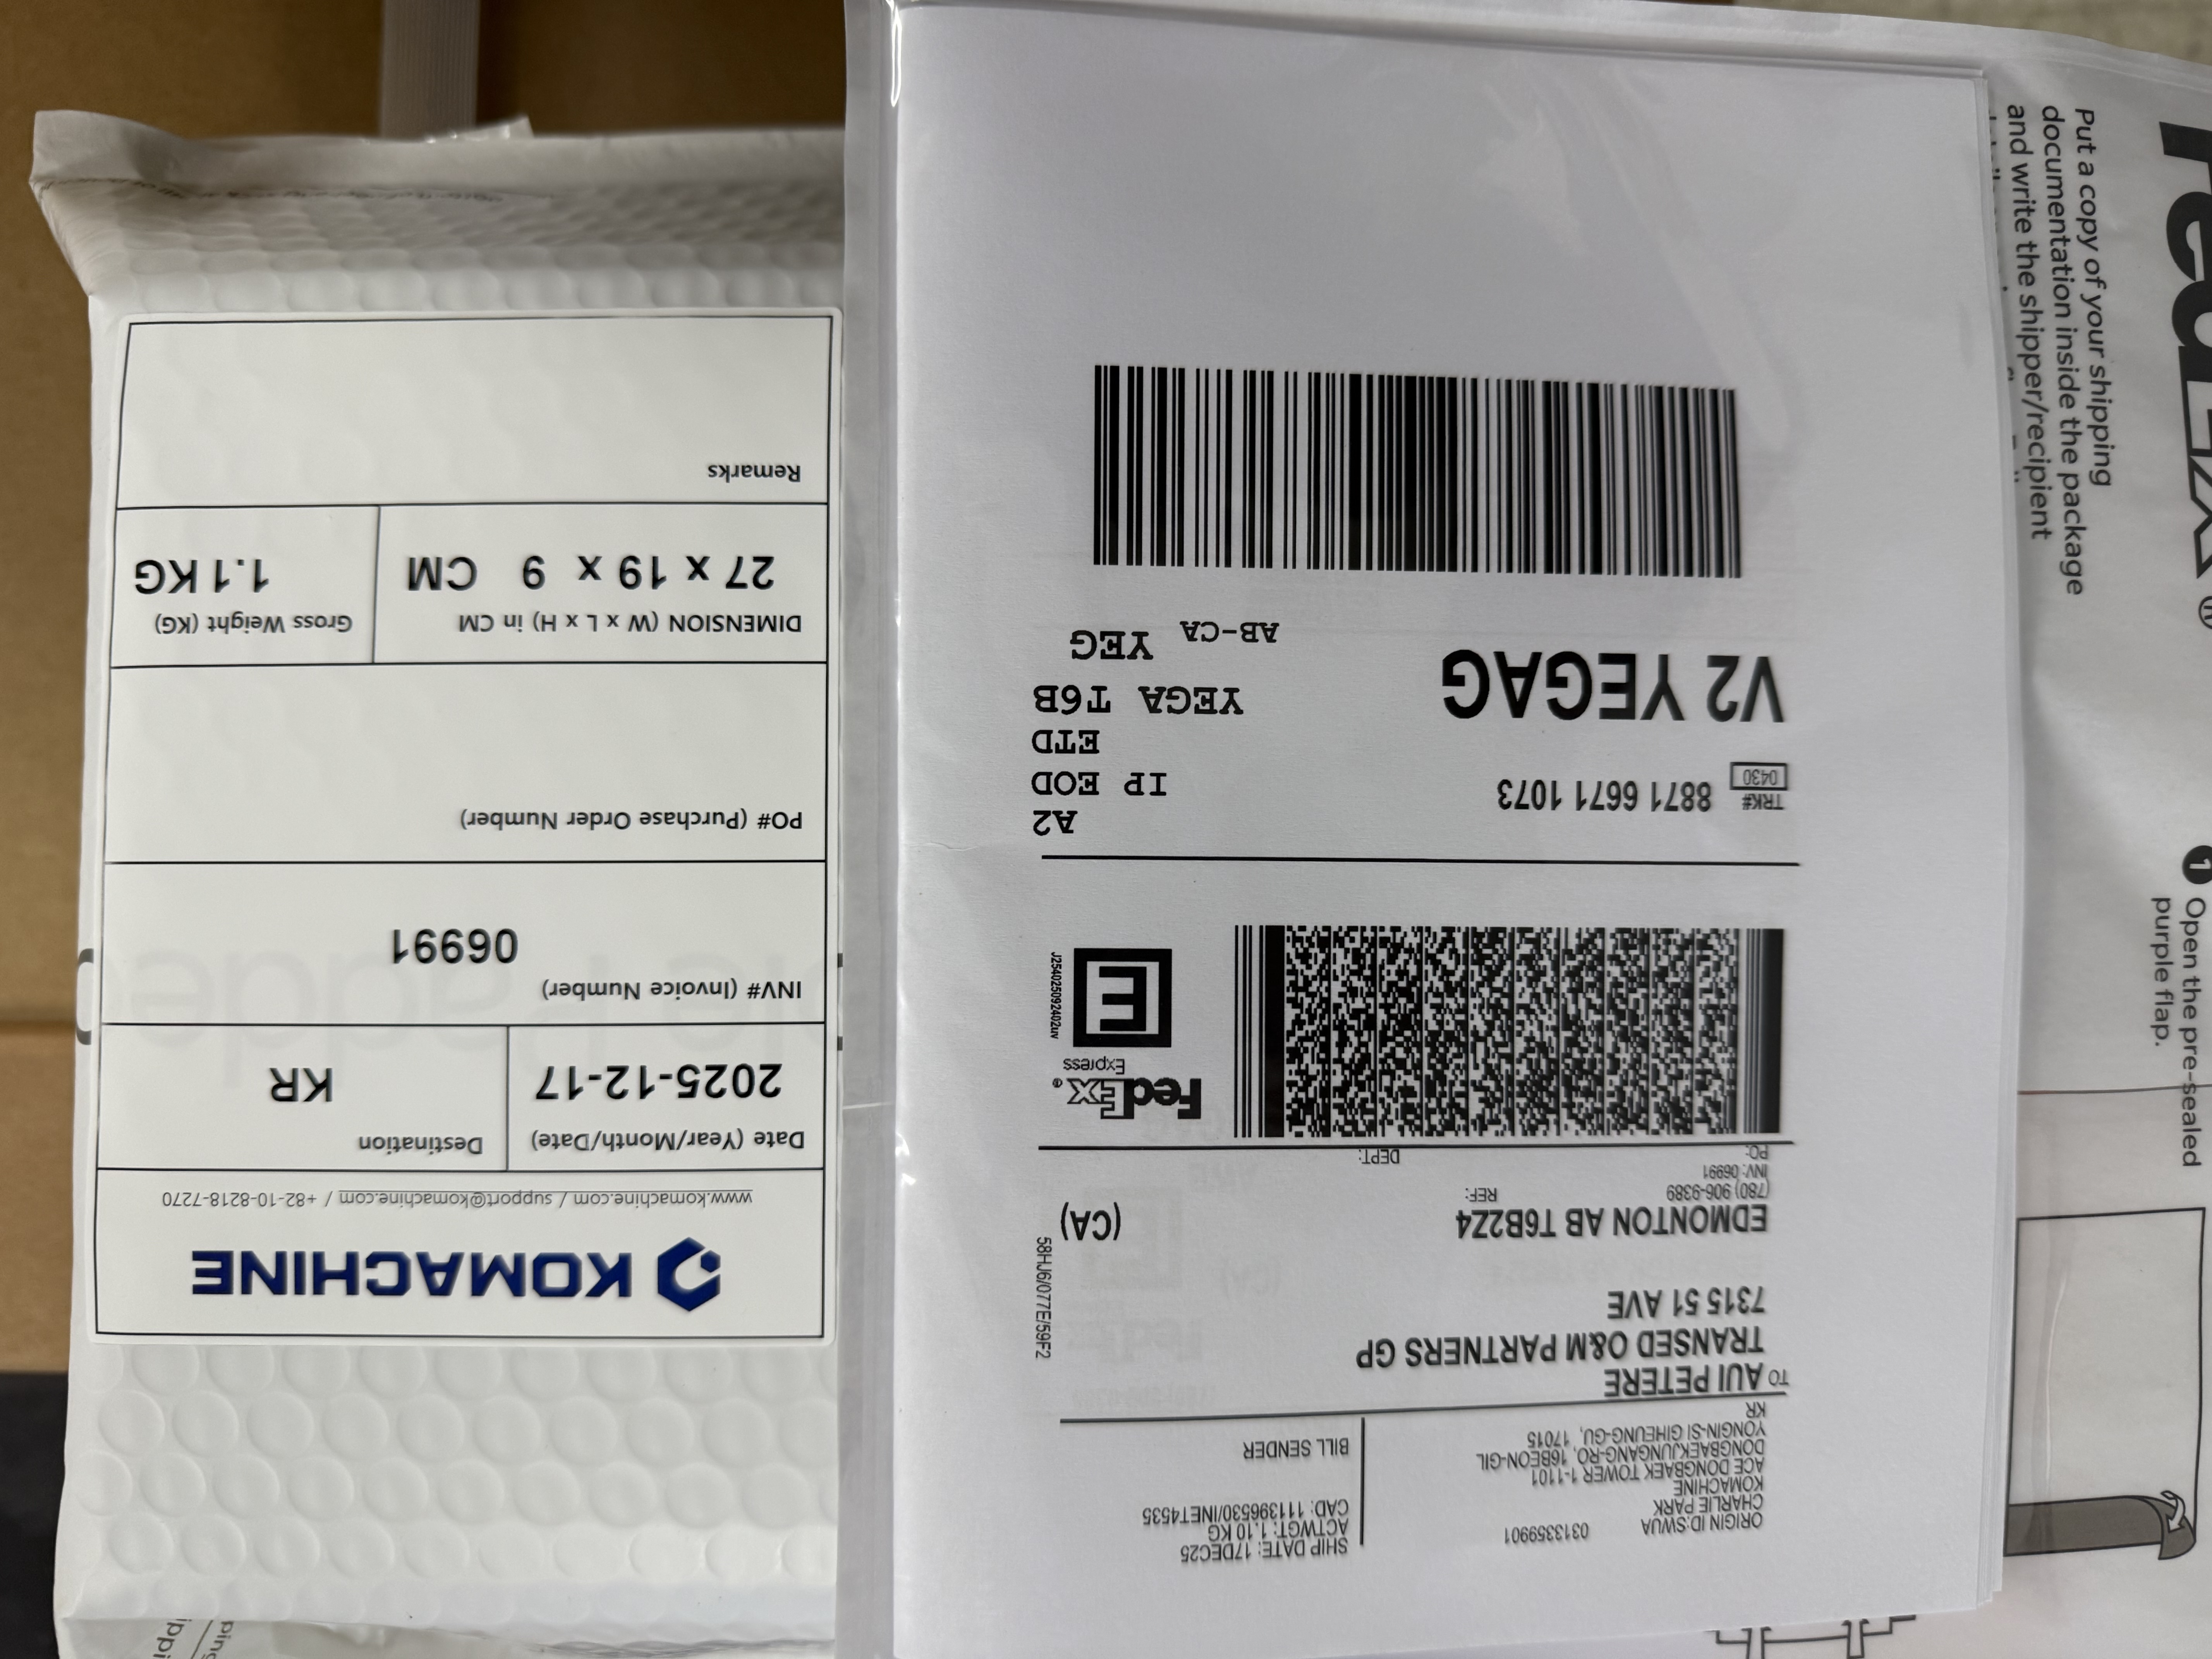 KOMACHINE
www.komachine.com / support@komachine.com / +82-10-8218-7270
Date (Year/Month/Date)
2025-12-17
Destination
KR
INV# (Invoice Number)
06991
PO# (Purchase Order Number)
DIMENSION (W x L x H) in CM
27 x 19 x 9 CM
Gross Weight (KG)
1.1 KG
Remarks
ORIGIN ID:SWUA 0313359901
CHARLIE PARK
KOMACHINE
ACE DONGBAEK TOWER 1-1101
DONGBAEKJUNGANG-RO, 16BEON-GIL
YONGIN-SI GIHEUNG-GU, 17015
KR
SHIP DATE: 17DEC25
ACTWGT: 1.10 KG
CAD: 111396530/INET4535
BILL SENDER
TO AUI PETERE
TRANSED O&M PARTNERS GP
7315 51 AVE
EDMONTON AB T6B2Z4
(CA)
(780) 906-9389
REF:
INV: 06991
PO:
DEPT:
58HJ6/077E/59F2
FedEx®
Express
E
J254025092402uv
TRK# 8871 6671 1073
0430
A2
IP EOD
ETD
V2 YEGAG
YEGA T6B
AB-CA YEG
FedEx®
Put a copy of your shipping
documentation inside the package
and write the shipper/recipient
1 Open the pre-sealed
purple flap.